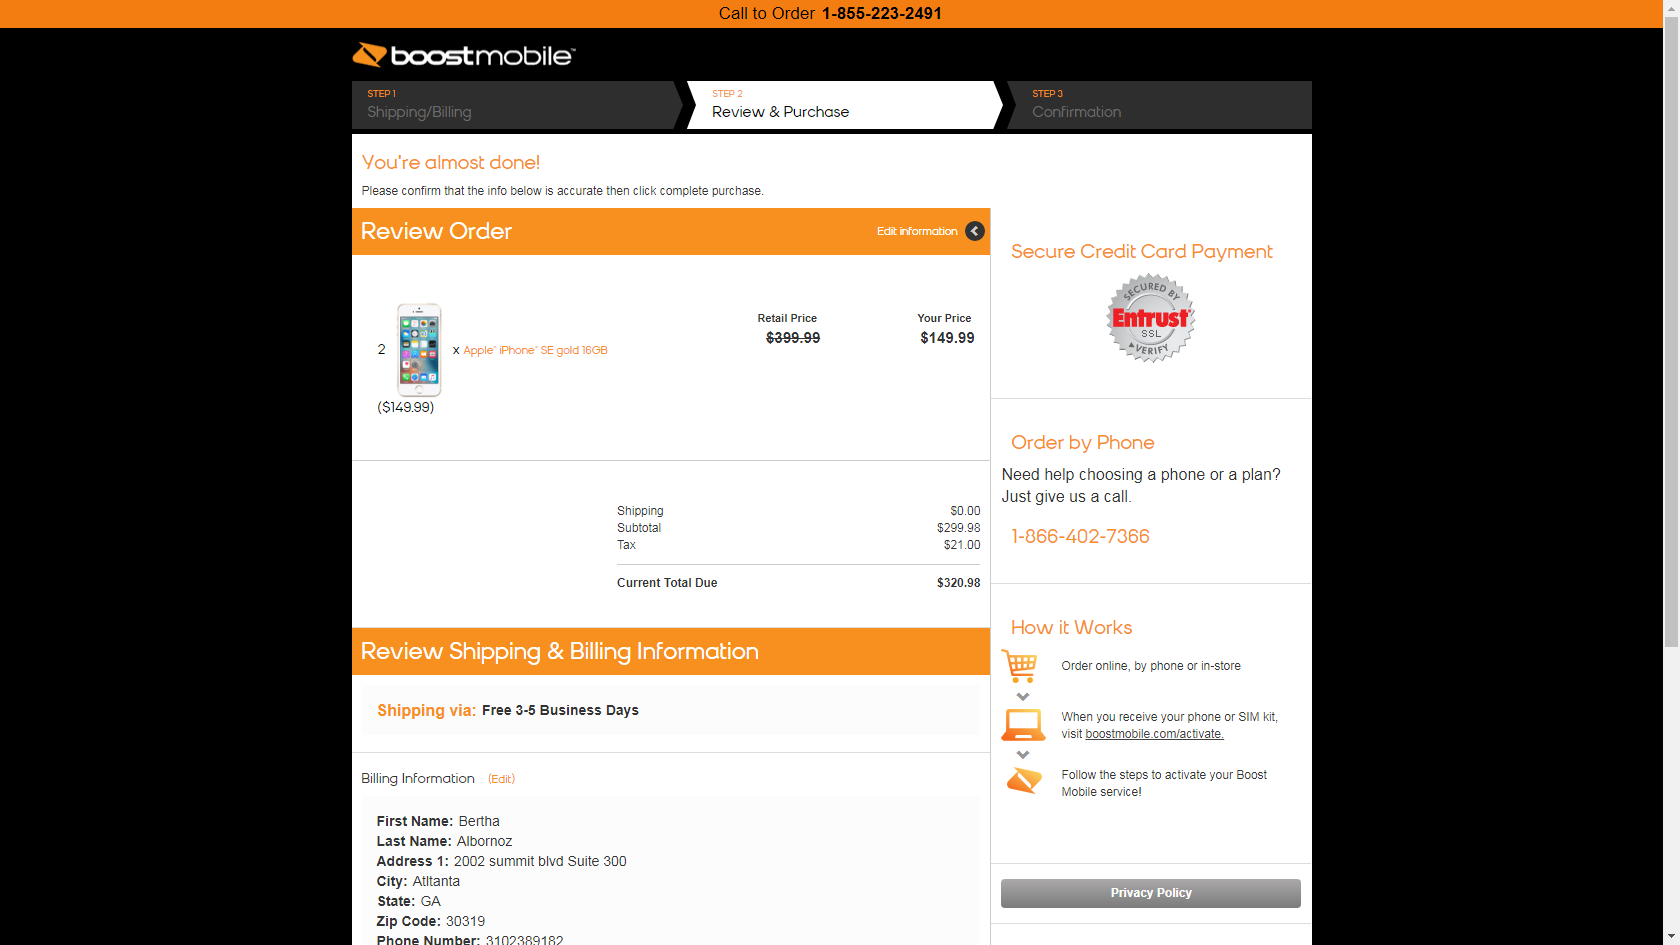 Call to Order 1-855-223-2491
boostmobile™
STEP 1
Shipping/Billing
STEP 2
Review & Purchase
STEP 3
Confirmation
You're almost done!
Please confirm that the info below is accurate then click complete purchase.
Review Order
Edit information
Retail Price
Your Price
$399.99
$149.99
2
x Apple® iPhone® SE gold 16GB
($149.99)
Shipping $0.00
Subtotal $299.98
Tax $21.00
Current Total Due $320.98
Review Shipping & Billing Information
Shipping via: Free 3-5 Business Days
Billing Information (Edit)
First Name: Bertha
Last Name: Albornoz
Address 1: 2002 summit blvd Suite 300
City: Atltanta
State: GA
Zip Code: 30319
Phone Number: 3102389182
Secure Credit Card Payment
SECURED BY
Entrust
SSL
VERIFY
Order by Phone
Need help choosing a phone or a plan?
Just give us a call.
1-866-402-7366
How it Works
Order online, by phone or in-store
When you receive your phone or SIM kit,
visit boostmobile.com/activate.
Follow the steps to activate your Boost
Mobile service!
Privacy Policy